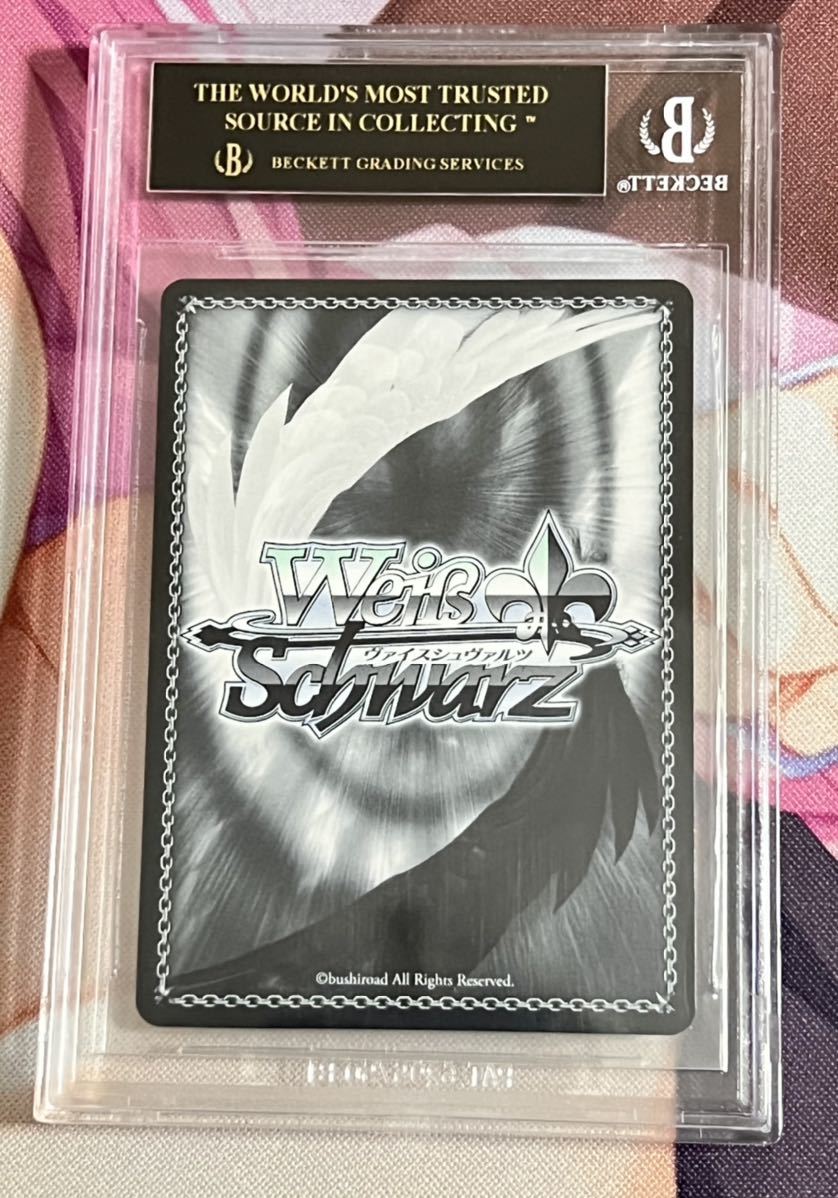 THE WORLD'S MOST TRUSTED
SOURCE IN COLLECTING ™
B BECKETT GRADING SERVICES
B
BECKETT®
Weiß
ヴァイスシュヴァルツ
Schwarz
©bushiroad All Rights Reserved.